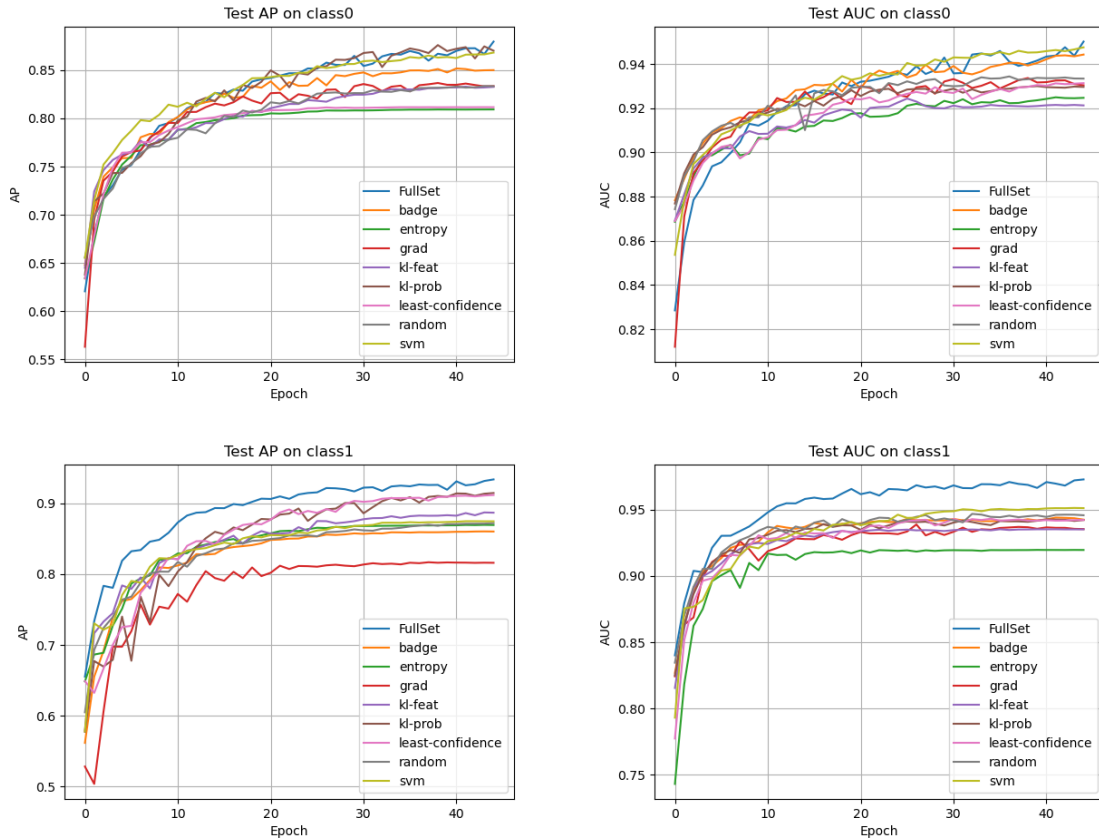 Test AP on class0
AP
0.85
0.80
0.75
0.70
0.65
0.60
0.55
0
10
20
30
40
Epoch
FullSet
badge
entropy
grad
kl-feat
kl-prob
least-confidence
random
svm
Test AUC on class0
AUC
0.94
0.92
0.90
0.88
0.86
0.84
0.82
0
10
20
30
40
Epoch
FullSet
badge
entropy
grad
kl-feat
kl-prob
least-confidence
random
svm
Test AP on class1
AP
0.9
0.8
0.7
0.6
0.5
0
10
20
30
40
Epoch
FullSet
badge
entropy
grad
kl-feat
kl-prob
least-confidence
random
svm
Test AUC on class1
AUC
0.95
0.90
0.85
0.80
0.75
0
10
20
30
40
Epoch
FullSet
badge
entropy
grad
kl-feat
kl-prob
least-confidence
random
svm